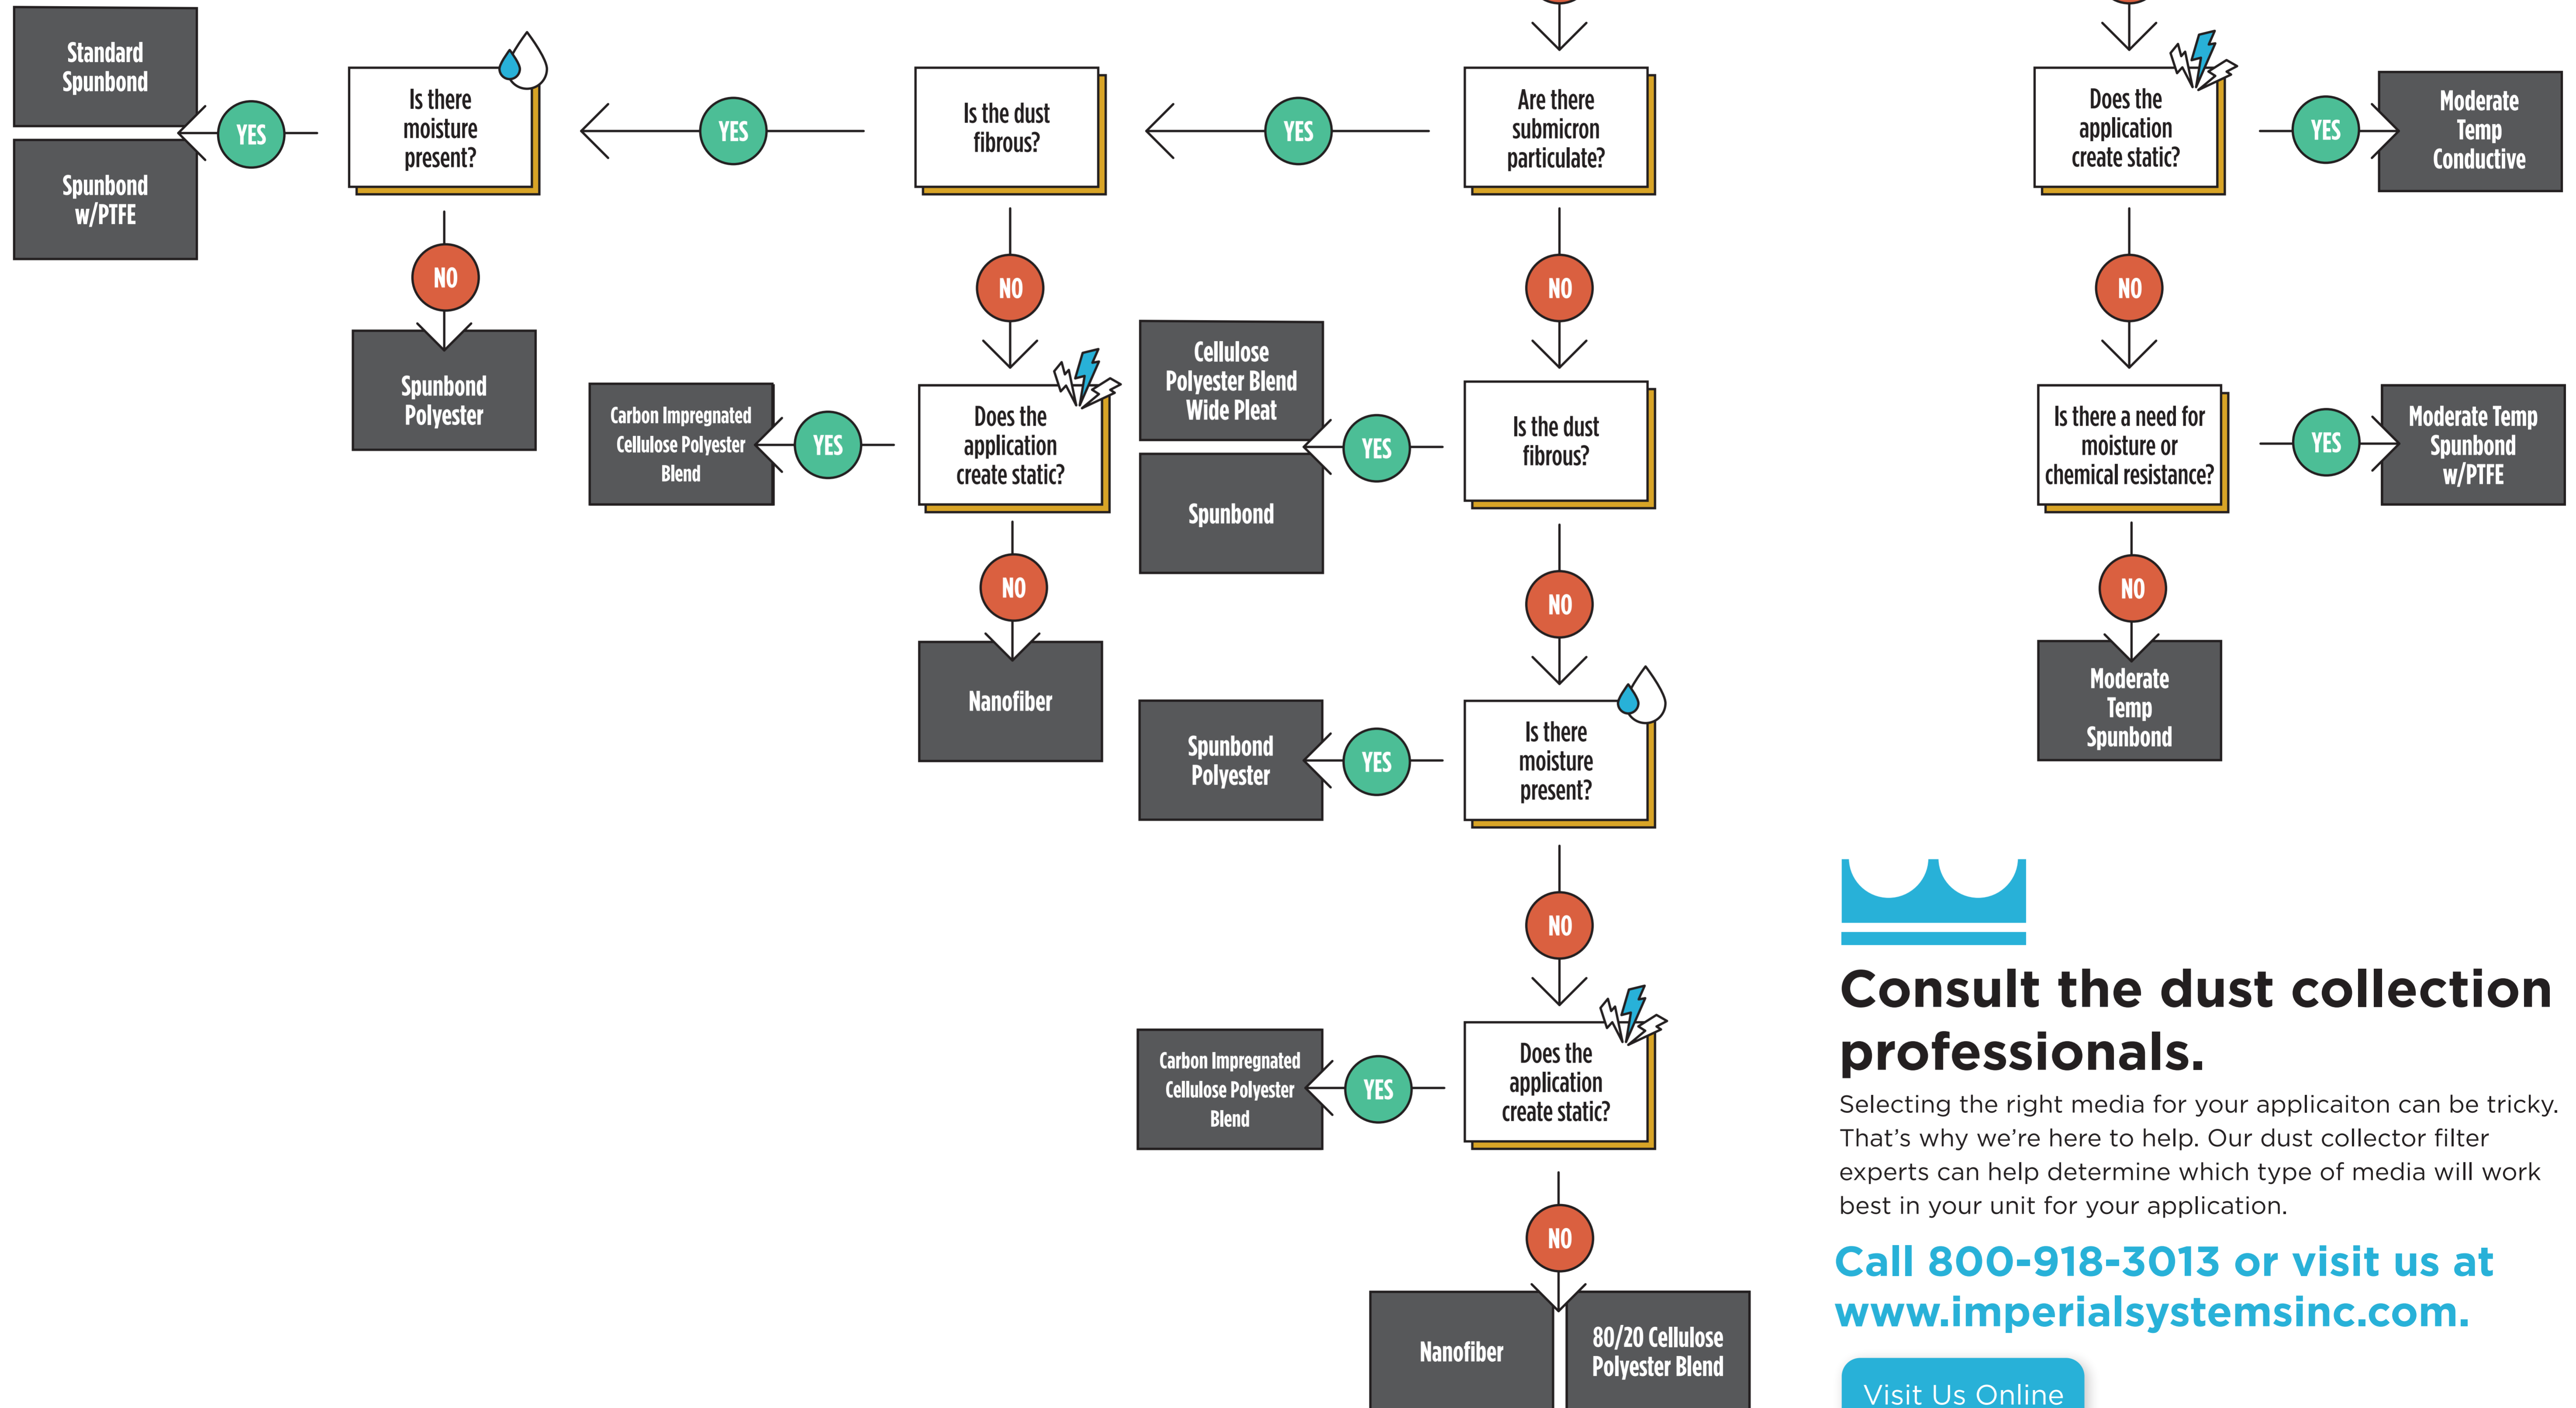 Standard
Spunbond
Spunbond
w/PTFE
YES
Is there
moisture
present?
YES
Is the dust
fibrous?
YES
Are there
submicron
particulate?
Does the
application
create static?
YES
Moderate
Temp
Conductive
NO
NO
NO
NO
Spunbond
Polyester
Carbon Impregnated
Cellulose Polyester
Blend
YES
Does the
application
create static?
Cellulose
Polyester Blend
Wide Pleat
Spunbond
YES
Is the dust
fibrous?
Is there a need for
moisture or
chemical resistance?
YES
Moderate Temp
Spunbond
w/PTFE
NO
NO
NO
Nanofiber
Spunbond
Polyester
YES
Is there
moisture
present?
Moderate
Temp
Spunbond
NO
Carbon Impregnated
Cellulose Polyester
Blend
YES
Does the
application
create static?
NO
Nanofiber
80/20 Cellulose
Polyester Blend
Consult the dust collection
professionals.
Selecting the right media for your applicaiton can be tricky.
That's why we're here to help. Our dust collector filter
experts can help determine which type of media will work
best in your unit for your application.
Call 800-918-3013 or visit us at
www.imperialsystemsinc.com.
Visit Us Online